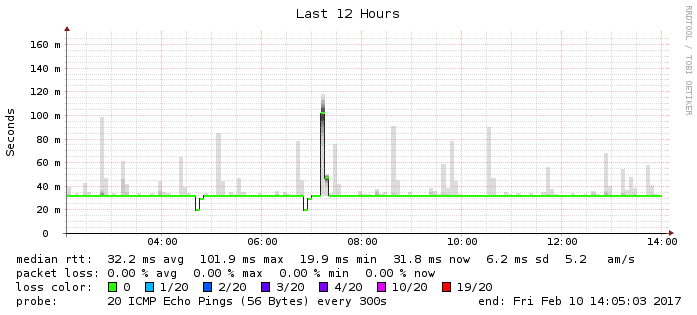 Last 12 Hours
RRDTOOL / TOBI OETIKER
Seconds
160 m
140 m
120 m
100 m
80 m
60 m
40 m
20 m
0
04:00 06:00 08:00 10:00 12:00 14:00
median rtt: 32.2 ms avg 101.9 ms max 19.9 ms min 31.8 ms now 6.2 ms sd 5.2 am/s
packet loss: 0.00 % avg 0.00 % max 0.00 % min 0.00 % now
loss color: 0 1/20 2/20 3/20 4/20 10/20 19/20
probe: 20 ICMP Echo Pings (56 Bytes) every 300s end: Fri Feb 10 14:05:03 2017